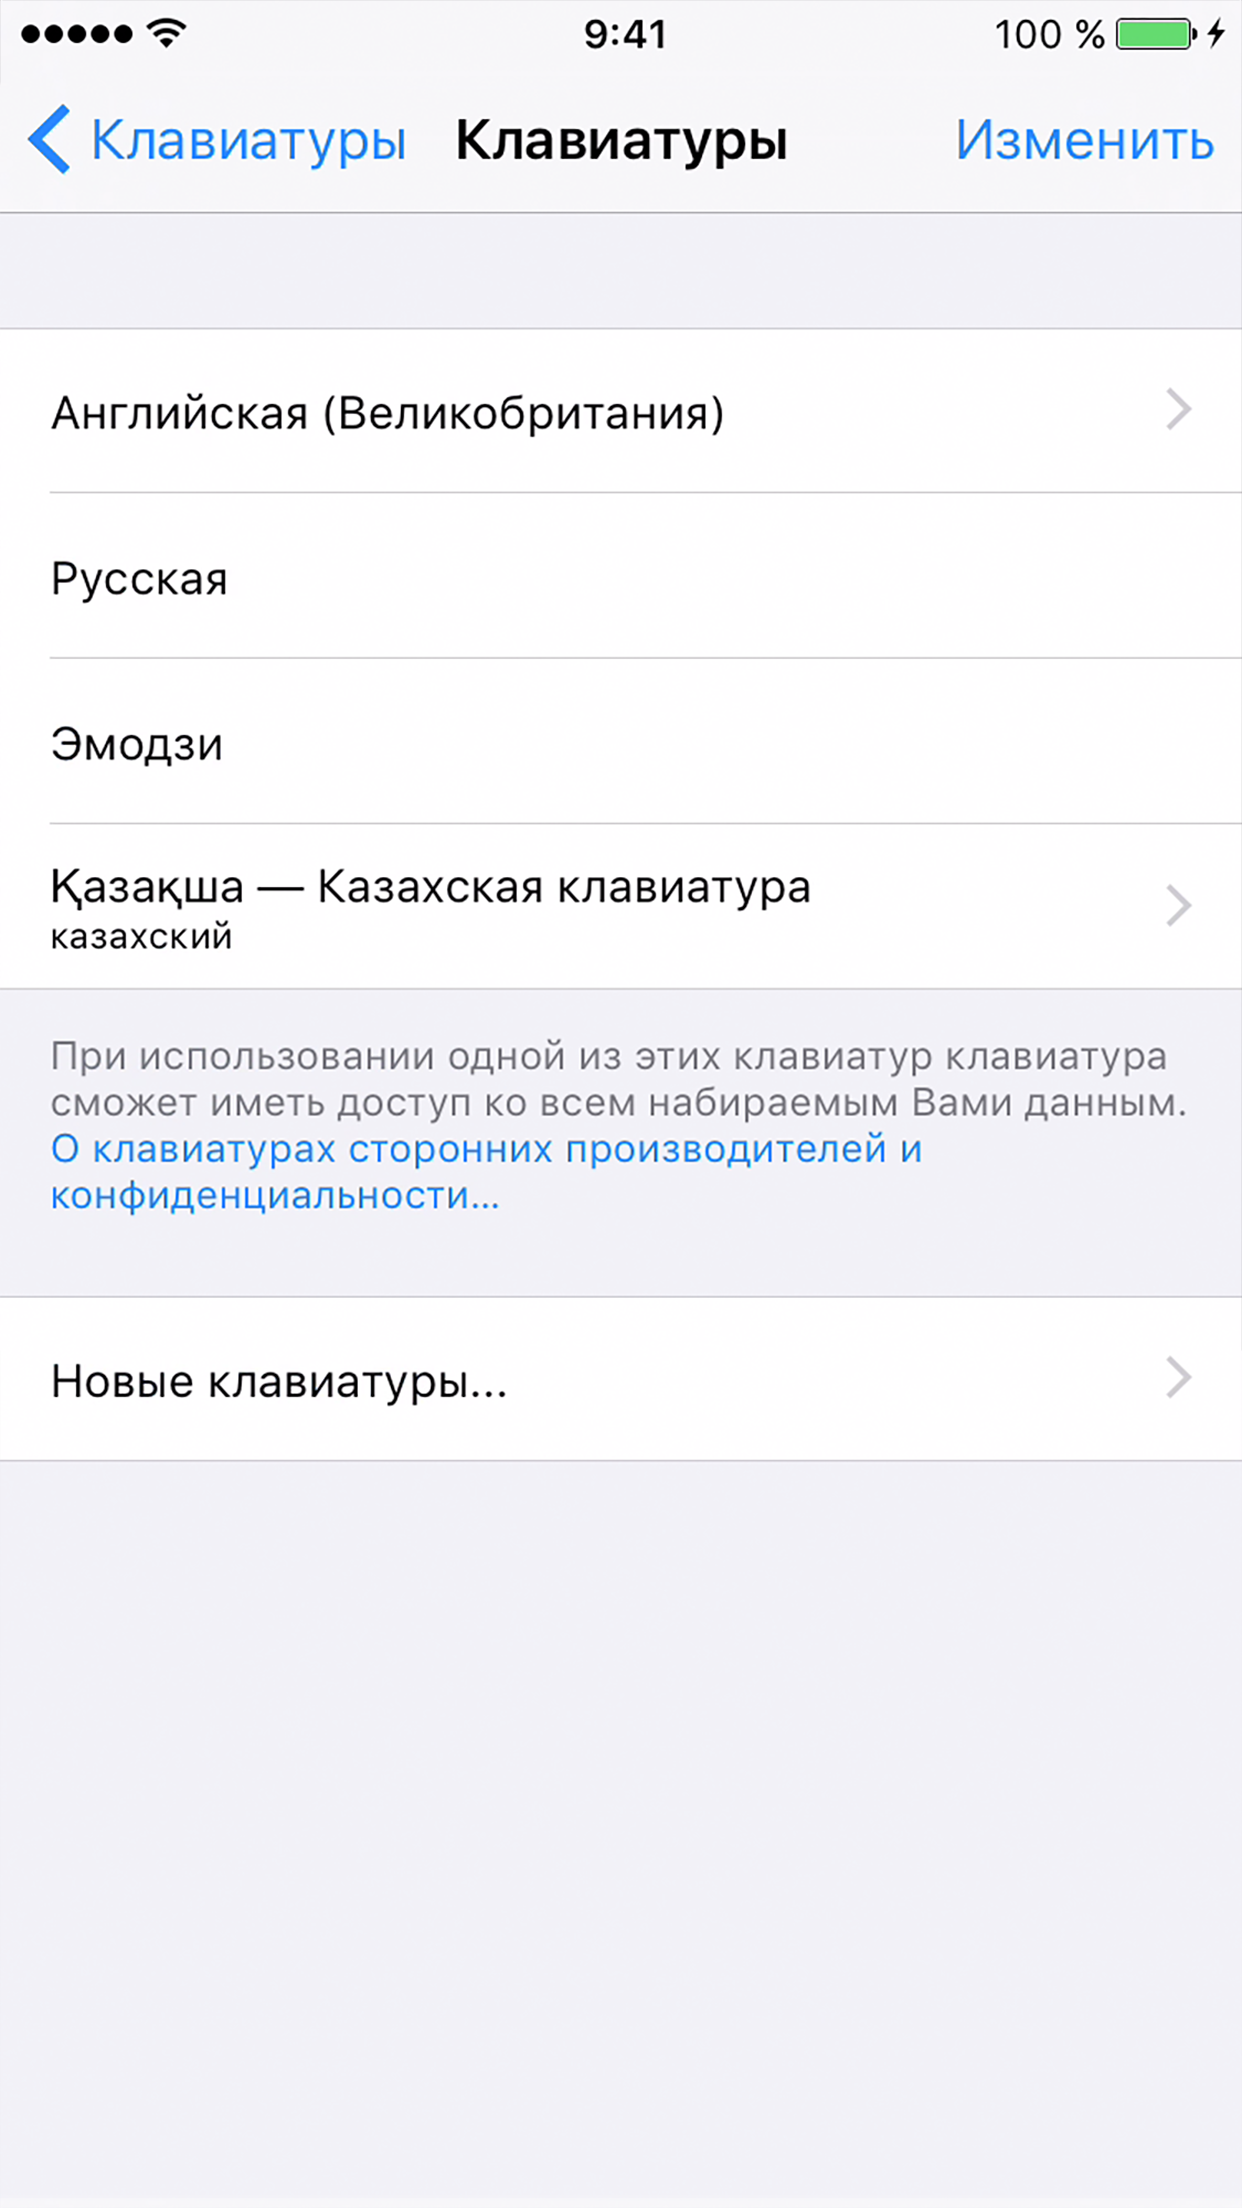 9:41
100 %
Клавиатуры
Клавиатуры
Изменить
Английская (Великобритания)
Русская
Эмодзи
Қазақша — Казахская клавиатура
казахский
При использовании одной из этих клавиатур клавиатура
сможет иметь доступ ко всем набираемым Вами данным.
О клавиатурах сторонних производителей и
конфиденциальности...
Новые клавиатуры...